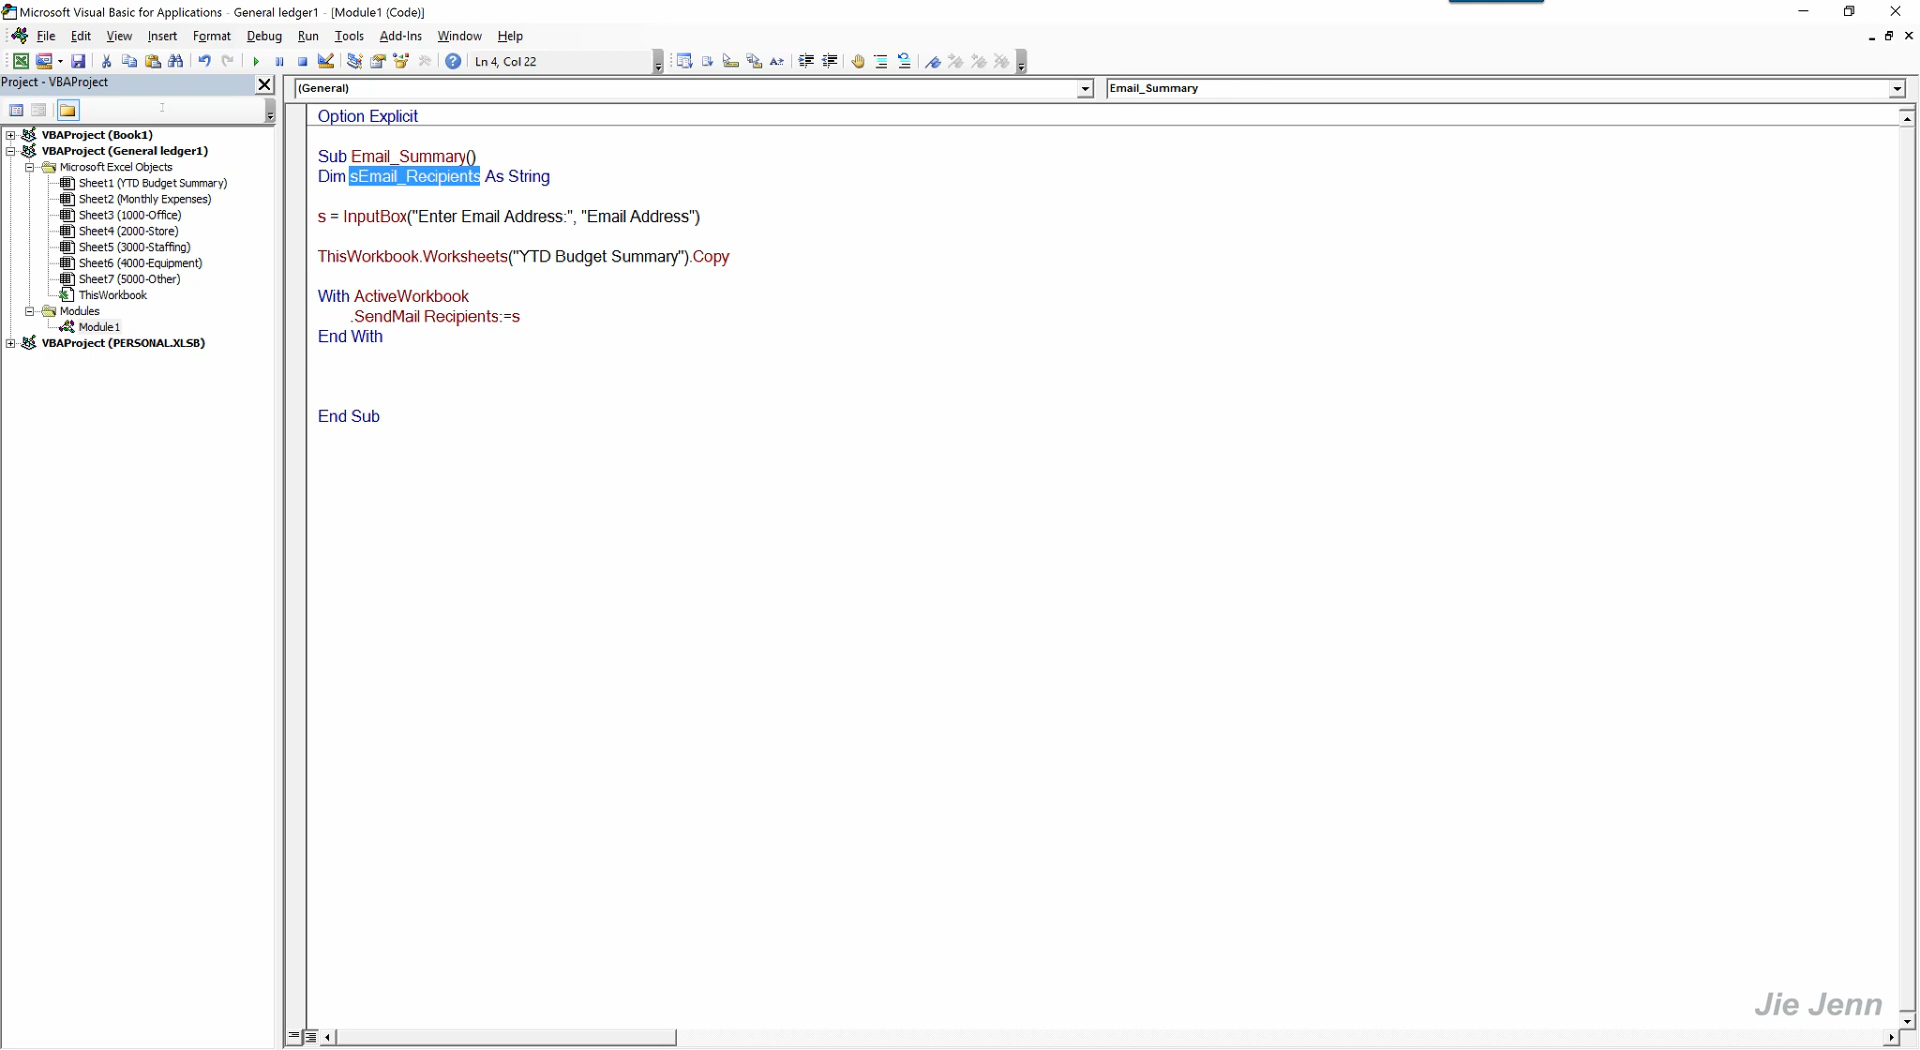 Microsoft Visual Basic for Applications - General ledger1 - [Module1 (Code)]
File Edit View Insert Format Debug Run Tools Add-Ins Window Help
Ln 4, Col 22
Project - VBAProject
(General)
Email_Summary
VBAProject (Book1)
VBAProject (General ledger1)
Microsoft Excel Objects
Sheet1 (YTD Budget Summary)
Sheet2 (Monthly Expenses)
Sheet3 (1000-Office)
Sheet4 (2000-Store)
Sheet5 (3000-Staffing)
Sheet6 (4000-Equipment)
Sheet7 (5000-Other)
ThisWorkbook
Modules
Module1
VBAProject (PERSONAL.XLSB)
Option Explicit
Sub Email_Summary()
Dim sEmail_Recipients As String
s = InputBox("Enter Email Address:", "Email Address")
ThisWorkbook.Worksheets("YTD Budget Summary").Copy
With ActiveWorkbook
.SendMail Recipients:=s
End With
End Sub
Jie Jenn